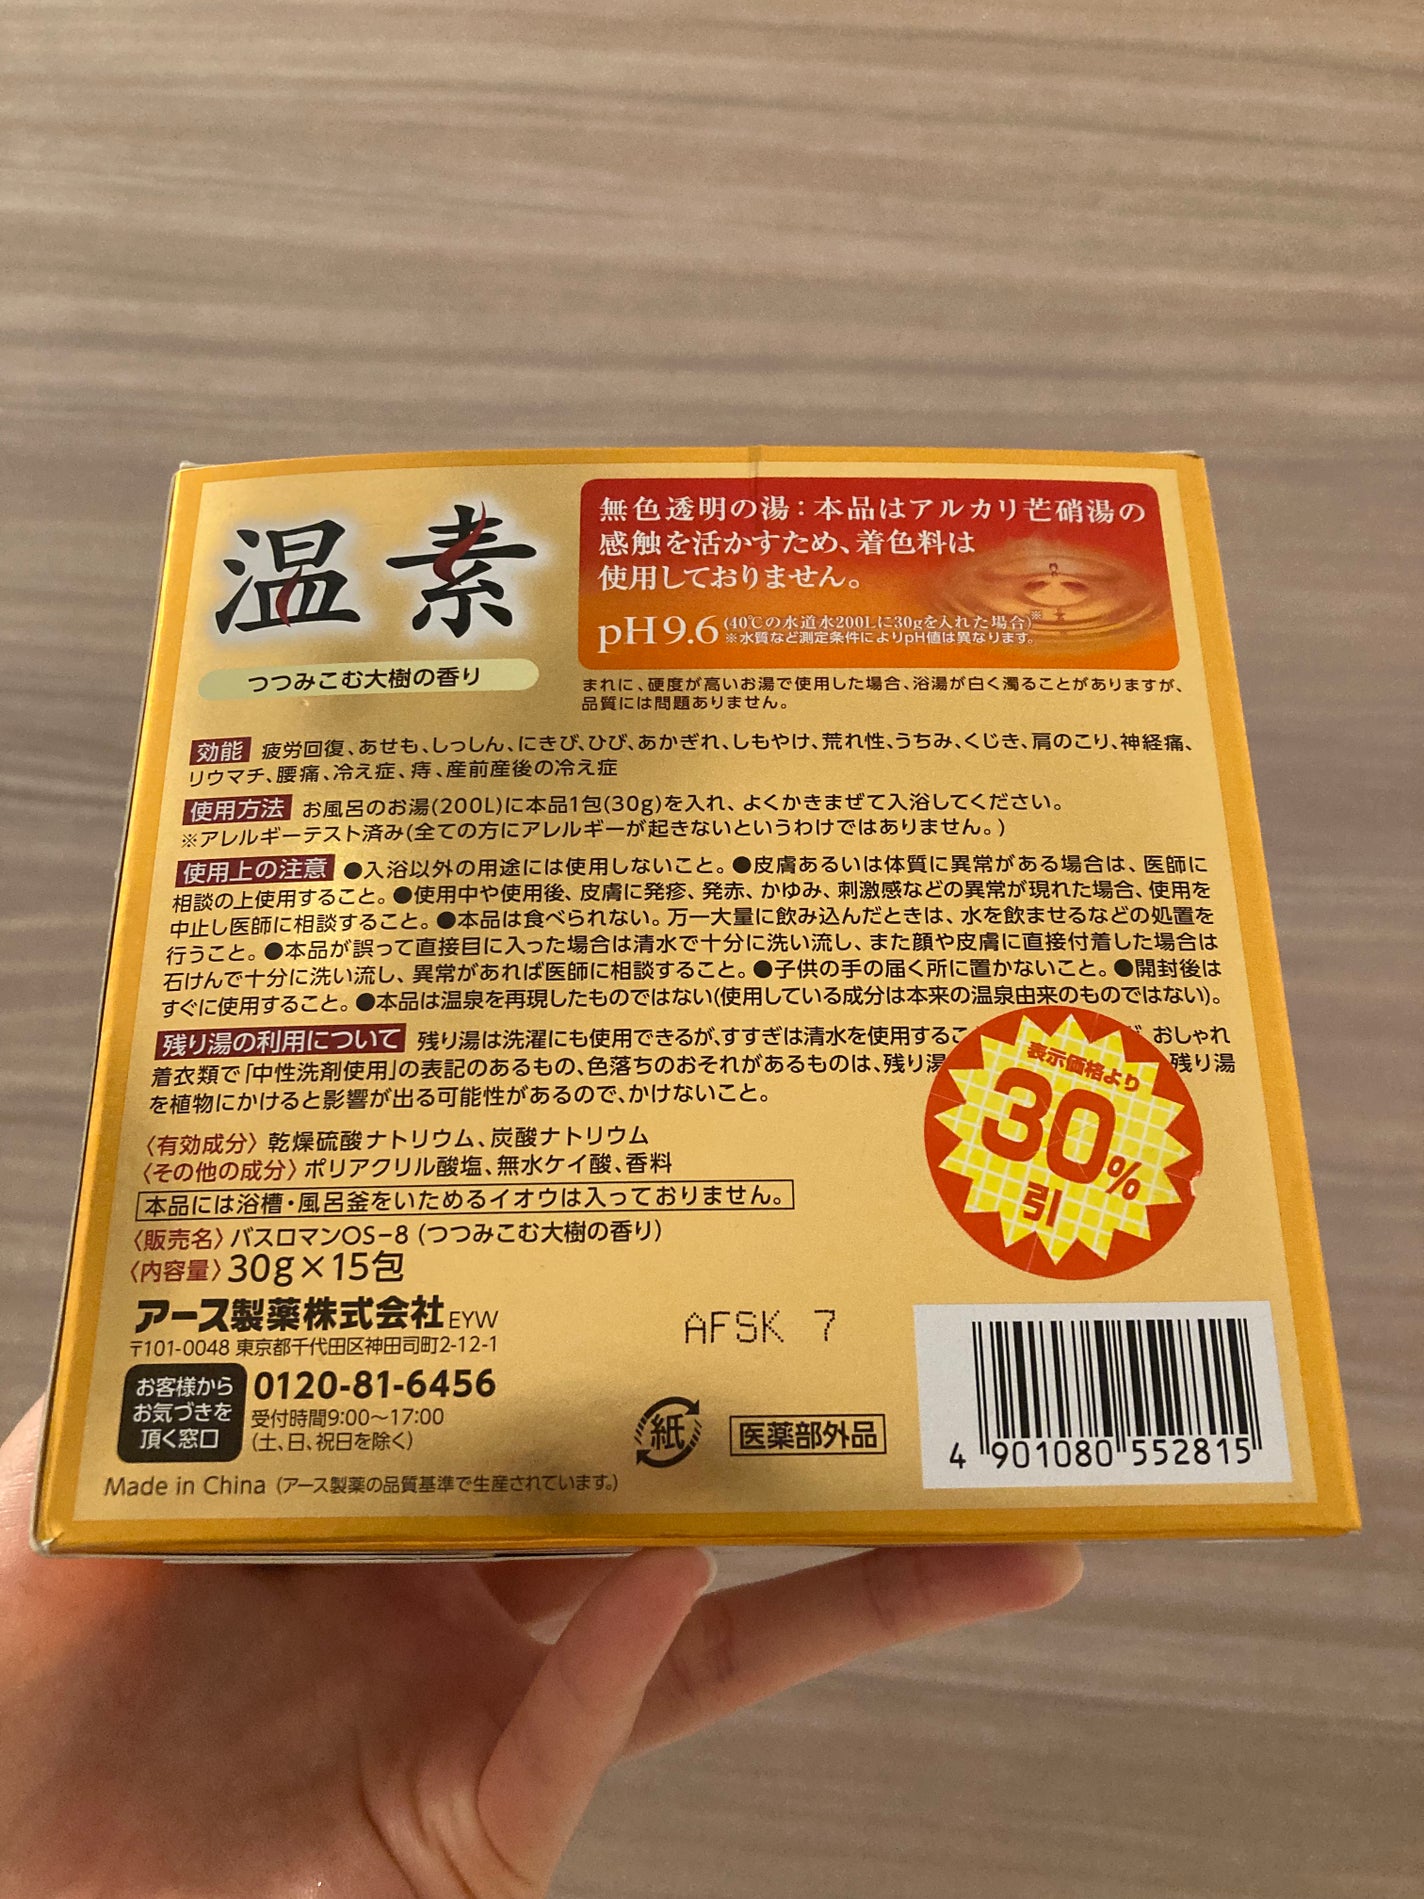 温素
つつみこむ大樹の香り
無色透明の湯：本品はアルカリ芒硝湯の
感触を活かすため、着色料は
使用しておりません。
pH9.6 (40℃の水道水200Lに30gを入れた場合)※
※水質など測定条件によりpH値は異なります。
まれに、硬度が高いお湯で使用した場合、浴湯が白く濁ることがありますが、
品質には問題ありません。
効能 疲労回復、あせも、しっしん、にきび、ひび、あかぎれ、しもやけ、荒れ性、うちみ、くじき、肩のこり、神経痛、
リウマチ、腰痛、冷え症、痔、産前産後の冷え症
使用方法 お風呂のお湯(200L)に本品1包(30g)を入れ、よくかきまぜて入浴してください。
※アレルギーテスト済み(全ての方にアレルギーが起きないというわけではありません。)
使用上の注意 ●入浴以外の用途には使用しないこと。●皮膚あるいは体質に異常がある場合は、医師に
相談の上使用すること。●使用中や使用後、皮膚に発疹、発赤、かゆみ、刺激感などの異常が現れた場合、使用を
中止し医師に相談すること。●本品は食べられない。万一大量に飲み込んだときは、水を飲ませるなどの処置を
行うこと。●本品が誤って直接目に入った場合は清水で十分に洗い流し、また顔や皮膚に直接付着した場合は
石けんで十分に洗い流し、異常があれば医師に相談すること。●子供の手の届く所に置かないこと。●開封後は
すぐに使用すること。●本品は温泉を再現したものではない(使用している成分は本来の温泉由来のものではない)。
残り湯の利用について 残り湯は洗濯にも使用できるが、すすぎは清水を使用するこ おしゃれ
着衣類で「中性洗剤使用」の表記のあるもの、色落ちのおそれがあるものは、残り湯 残り湯
を植物にかけると影響が出る可能性があるので、かけないこと。
表示価格より
30%
引
〈有効成分〉乾燥硫酸ナトリウム、炭酸ナトリウム
〈その他の成分〉ポリアクリル酸塩、無水ケイ酸、香料
本品には浴槽・風呂釜をいためるイオウは入っておりません。
〈販売名〉バスロマンOS-8 (つつみこむ大樹の香り)
〈内容量〉30g×15包
アース製薬株式会社 EYW
〒101-0048 東京都千代田区神田司町2-12-1
お客様から
お気づきを
頂く窓口
0120-81-6456
受付時間9:00～17:00
(土、日、祝日を除く)
Made in China (アース製薬の品質基準で生産されています。)
AFSK 7
紙
医薬部外品
4 901080 552815